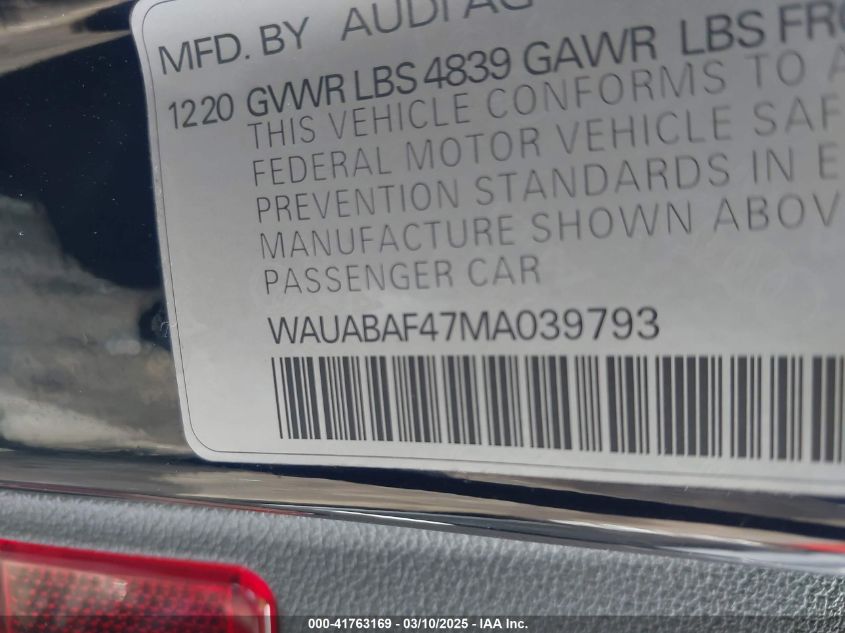 MFD. BY AUDI AG
1220 GVWR LBS 4839 GAWR LBS
THIS VEHICLE CONFORMS TO
FEDERAL MOTOR VEHICLE
PREVENTION STANDARDS IN
MANUFACTURE SHOWN
PASSENGER CAR
WAUABAF47MA039793
000-41763169 - 03/10/2025 - IAAI Inc.